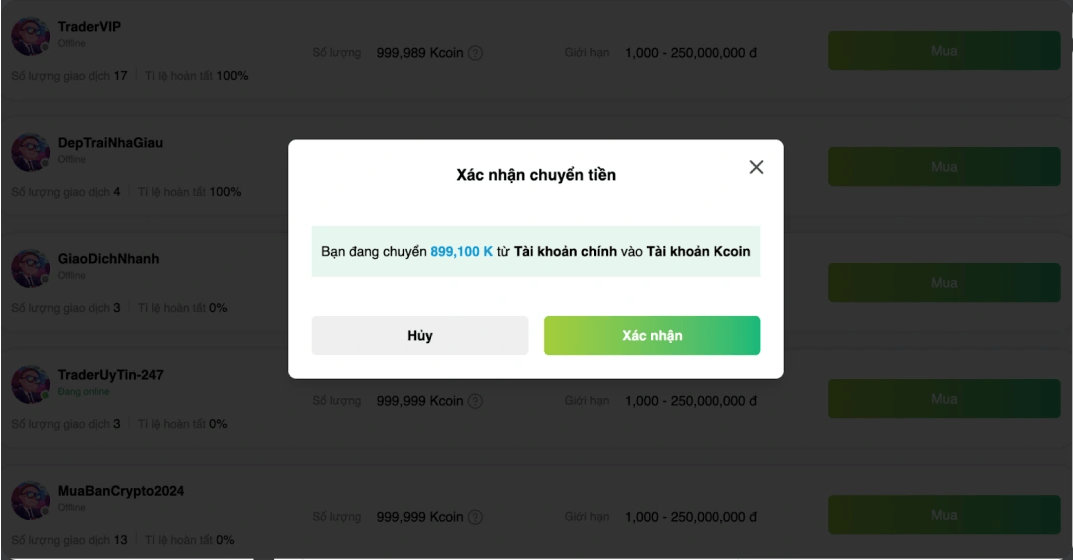 TraderVIP
Offline
Số lượng 999,989 Kcoin ?
Giới hạn 1,000 - 250,000,000 đ
Mua
Số lượng giao dịch 17 | Tỉ lệ hoàn tất 100%
DepTraiNhaGiau
Offline
Mua
Số lượng giao dịch 4 | Tỉ lệ hoàn tất 100%
Xác nhận chuyển tiền
Bạn đang chuyển 899,100 K từ Tài khoản chính vào Tài khoản Kcoin
Hủy
Xác nhận
GiaoDichNhanh
Offline
Mua
Số lượng giao dịch 3 | Tỉ lệ hoàn tất 0%
TraderUyTin-247
Đang online
Số lượng 999,999 Kcoin ?
Giới hạn 1,000 - 250,000,000 đ
Mua
Số lượng giao dịch 3 | Tỉ lệ hoàn tất 0%
MuaBanCrypto2024
Offline
Số lượng 999,999 Kcoin ?
Giới hạn 1,000 - 250,000,000 đ
Mua
Số lượng giao dịch 13 | Tỉ lệ hoàn tất 0%